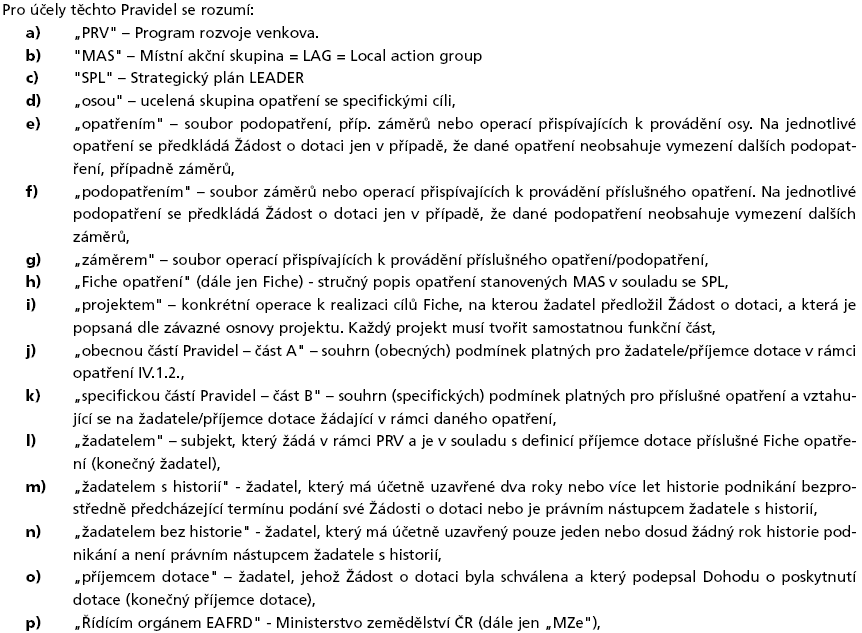 Pro účely těchto Pravidel se rozumí:
a) „PRV" – Program rozvoje venkova.
b) "MAS" – Místní akční skupina = LAG = Local action group
c) "SPL" – Strategický plán LEADER
d) „osou" – ucelená skupina opatření se specifickými cíli,
e) „opatřením" – soubor podopatření, příp. záměrů nebo operací přispívajících k provádění osy. Na jednotlivé
opatření se předkládá Žádost o dotaci jen v případě, že dané opatření neobsahuje vymezení dalších podopat-
ření, případně záměrů,
f) „podopatřením" – soubor záměrů nebo operací přispívajících k provádění příslušného opatření. Na jednotlivé
podopatření se předkládá Žádost o dotaci jen v případě, že dané podopatření neobsahuje vymezení dalších
záměrů,
g) „záměrem" – soubor operací přispívajících k provádění příslušného opatření/podopatření,
h) „Fiche opatření" (dále jen Fiche) - stručný popis opatření stanovených MAS v souladu se SPL,
i) „projektem" – konkrétní operace k realizaci cílů Fiche, na kterou žadatel předložil Žádost o dotaci, a která je
popsaná dle závazné osnovy projektu. Každý projekt musí tvořit samostatnou funkční část,
j) „obecnou částí Pravidel – část A" – souhrn (obecných) podmínek platných pro žadatele/příjemce dotace v rámci
opatření IV.1.2.,
k) „specifickou částí Pravidel – část B" – souhrn (specifických) podmínek platných pro příslušné opatření a vztahu-
jící se na žadatele/příjemce dotace žádající v rámci daného opatření,
l) „žadatelem" – subjekt, který žádá v rámci PRV a je v souladu s definicí příjemce dotace příslušné Fiche opatře-
ní (konečný žadatel),
m) „žadatelem s historií" - žadatel, který má účetně uzavřené dva roky nebo více let historie podnikání bezpro-
středně předcházející termínu podání své Žádosti o dotaci nebo je právním nástupcem žadatele s historií,
n) „žadatelem bez historie" - žadatel, který má účetně uzavřený pouze jeden nebo dosud žádný rok historie pod-
nikání a není právním nástupcem žadatele s historií,
o) „příjemcem dotace" – žadatel, jehož Žádost o dotaci byla schválena a který podepsal Dohodu o poskytnutí
dotace (konečný příjemce dotace),
p) „Řídícím orgánem EAFRD" - Ministerstvo zemědělství ČR (dále jen „MZe"),